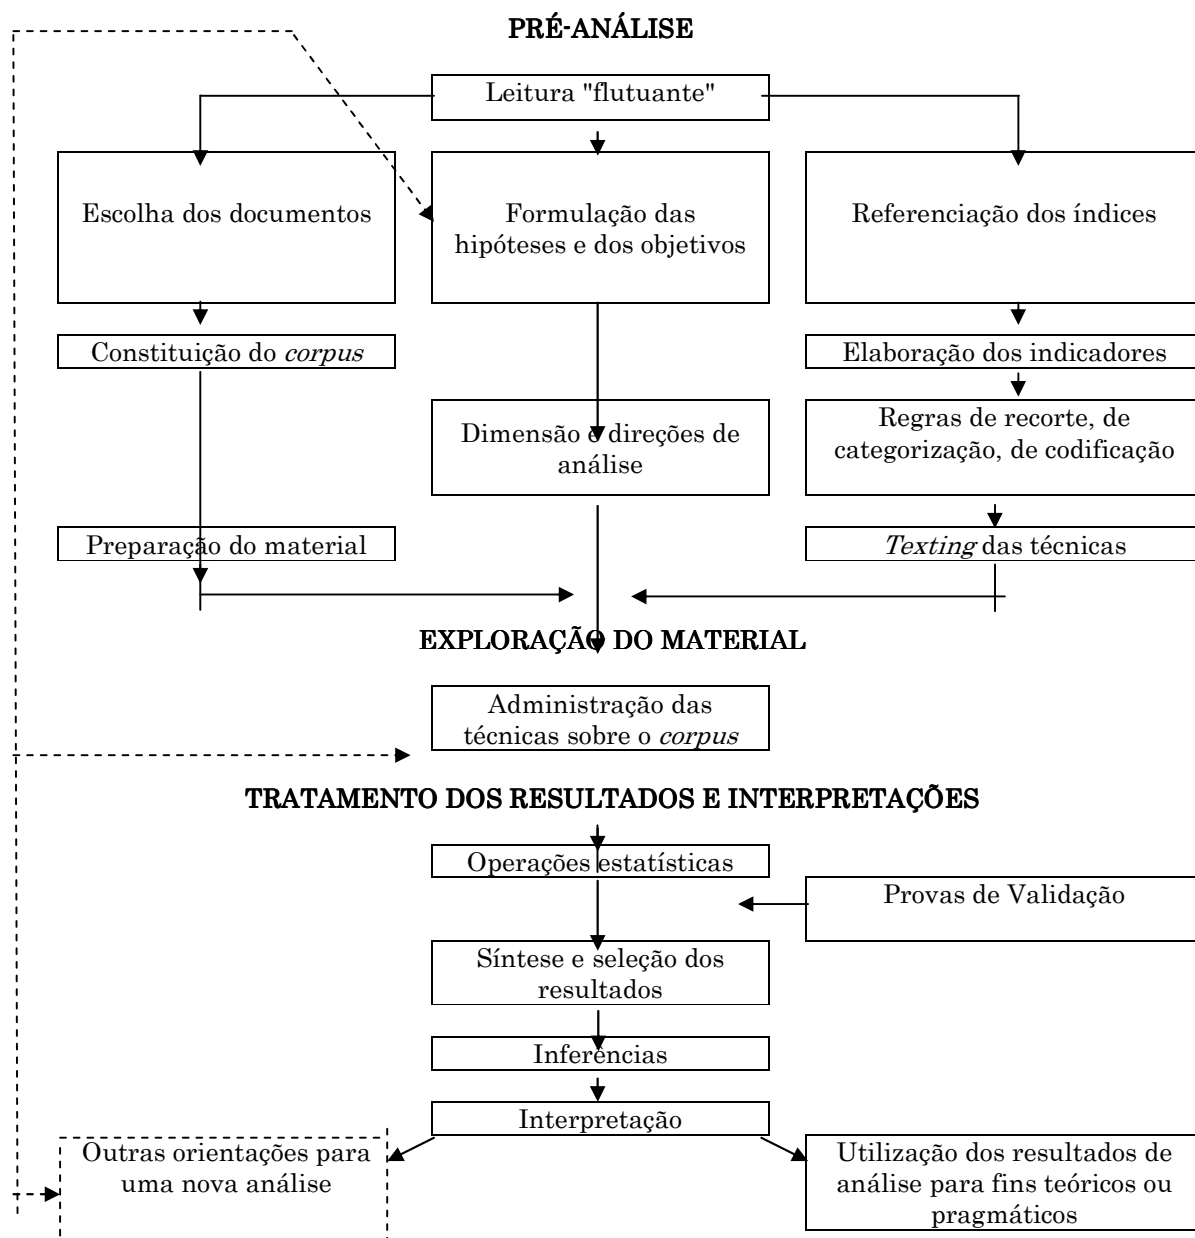 PRÉ-ANÁLISE
Leitura "flutuante"
Escolha dos documentos
Formulação das
hipóteses e dos objetivos
Referenciação dos índices
Constituição do corpus
Elaboração dos indicadores
Dimensão e direções de
análise
Regras de recorte, de
categorização, de codificação
Preparação do material
Texting das técnicas
EXPLORAÇÃO DO MATERIAL
Administração das
técnicas sobre o corpus
TRATAMENTO DOS RESULTADOS E INTERPRETAÇÕES
Operações estatísticas
Provas de Validação
Síntese e seleção dos
resultados
Inferências
Interpretação
Outras orientações para
uma nova análise
Utilização dos resultados de
análise para fins teóricos ou
pragmáticos